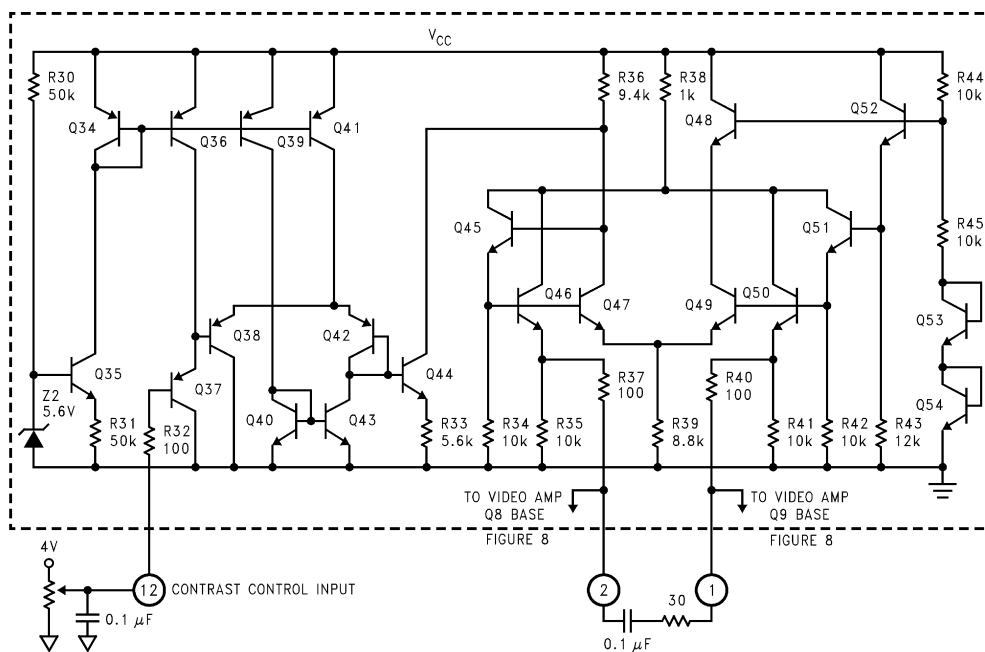 VCC
R30
50k
Q34
Q36
Q39
Q41
R36
9.4k
R38
1k
Q48
Q52
R44
10k
Q45
Q51
R45
10k
Q46
Q47
Q49
Q50
Q53
Q38
Q42
Q35
Q37
Q44
Z2
5.6V
R37
100
R40
100
Q54
R31
50k
R32
100
Q40
Q43
R33
5.6k
R34
10k
R35
10k
R39
8.8k
R41
10k
R42
10k
R43
12k
TO VIDEO AMP
Q8 BASE
FIGURE 8
TO VIDEO AMP
Q9 BASE
FIGURE 8
4V
12
CONTRAST CONTROL INPUT
2
1
0.1 μF
30
0.1 μF